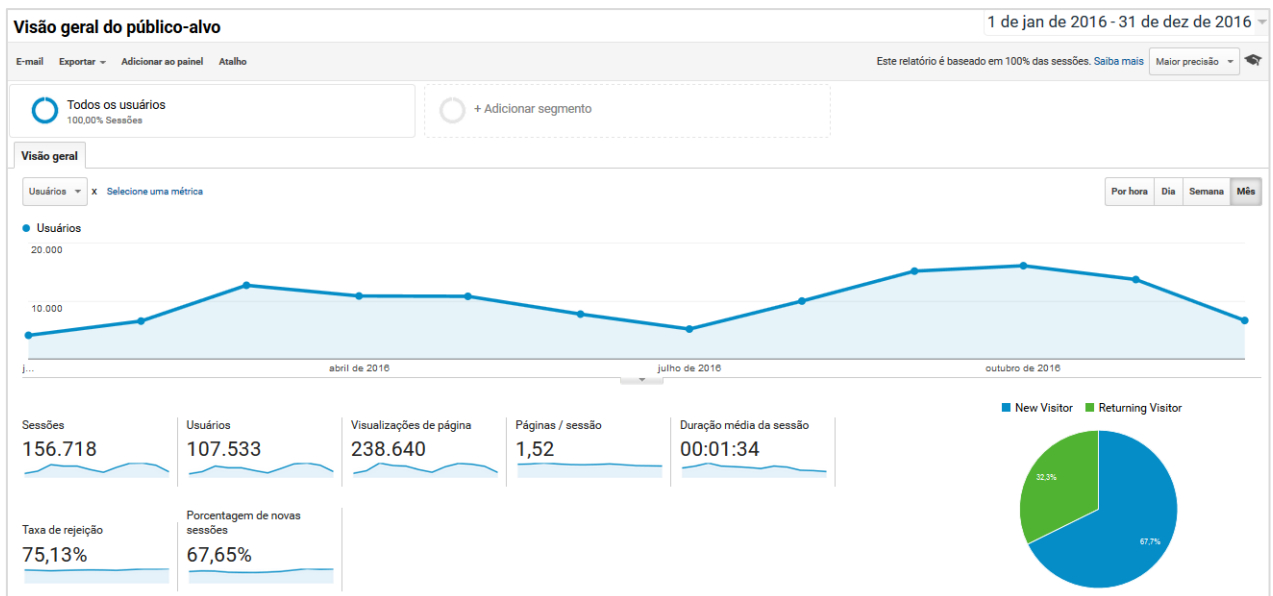 Visão geral do público-alvo
1 de jan de 2016 - 31 de dez de 2016
E-mail Exportar Adicionar ao painel Atalho
Este relatório é baseado em 100% das sessões. Saiba mais Maior precisão
Todos os usuários
100,00% Sessões
+ Adicionar segmento
Visão geral
Usuários x Selecione uma métrica
Por hora Dia Semana Mês
Usuários
20.000
10.000
j... abril de 2016 julho de 2016 outubro de 2016
New Visitor Returning Visitor
Sessões
156.718
Usuários
107.533
Visualizações de página
238.640
Páginas / sessão
1,52
Duração média da sessão
00:01:34
Taxa de rejeição
75,13%
Porcentagem de novas
sessões
67,65%
32,3%
67,7%